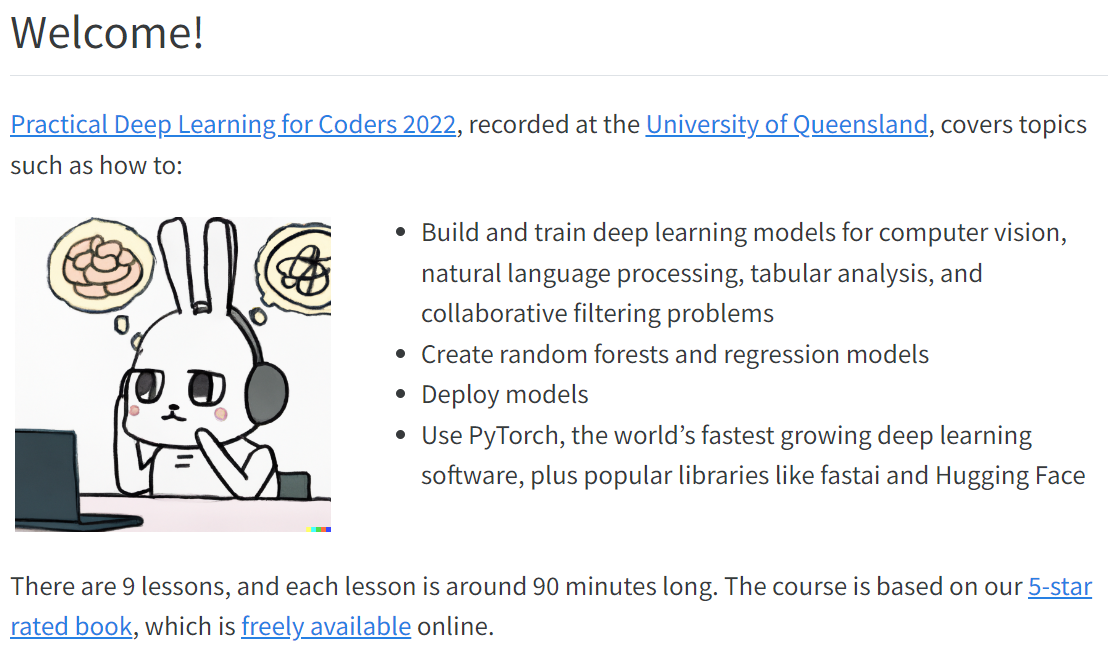 Welcome!
Practical Deep Learning for Coders 2022, recorded at the University of Queensland, covers topics
such as how to:
• Build and train deep learning models for computer vision,
natural language processing, tabular analysis, and
collaborative filtering problems
• Create random forests and regression models
• Deploy models
• Use PyTorch, the world’s fastest growing deep learning
software, plus popular libraries like fastai and Hugging Face
There are 9 lessons, and each lesson is around 90 minutes long. The course is based on our 5-star
rated book, which is freely available online.